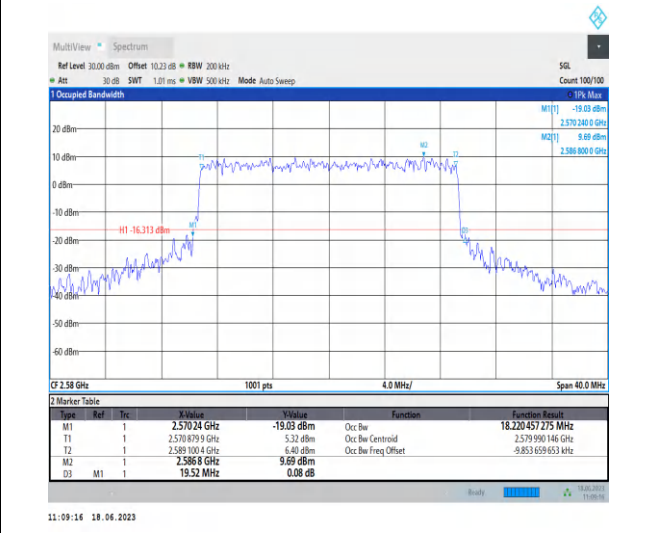 MultiView Spectrum
Ref Level 30.00 dBm Offset 10.23 dB RBW 200 kHz SGL
Att 30 dB SWT 1.01 ms VBW 500 kHz Mode Auto Sweep Count 100/100
1 Occupied Bandwidth 1Pk Max
M1[1] -19.03 dBm
2.570 240 0 GHz
M2[1] 9.69 dBm
2.586 800 0 GHz
20 dBm
M2
10 dBm
T1 T2
0 dBm
-10 dBm
H1 -16.313 dBm
M1
D3
-20 dBm
-30 dBm
-40 dBm
-50 dBm
-60 dBm
CF 2.58 GHz 1001 pts 4.0 MHz/ Span 40.0 MHz
2 Marker Table
Type Ref Trc X-Value Y-Value Function Function Result
M1 1 2.57024 GHz -19.03 dBm Occ Bw 18.220 457 275 MHz
T1 1 2.570 879 9 GHz 5.32 dBm Occ Bw Centroid 2.579 990 146 GHz
T2 1 2.589 100 4 GHz 6.40 dBm Occ Bw Freq Offset -9.853 659 653 kHz
M2 1 2.5868 GHz 9.69 dBm
D3 M1 1 19.52 MHz 0.08 dB
Ready 18.06.2023
11:09:16
11:09:16 18.06.2023